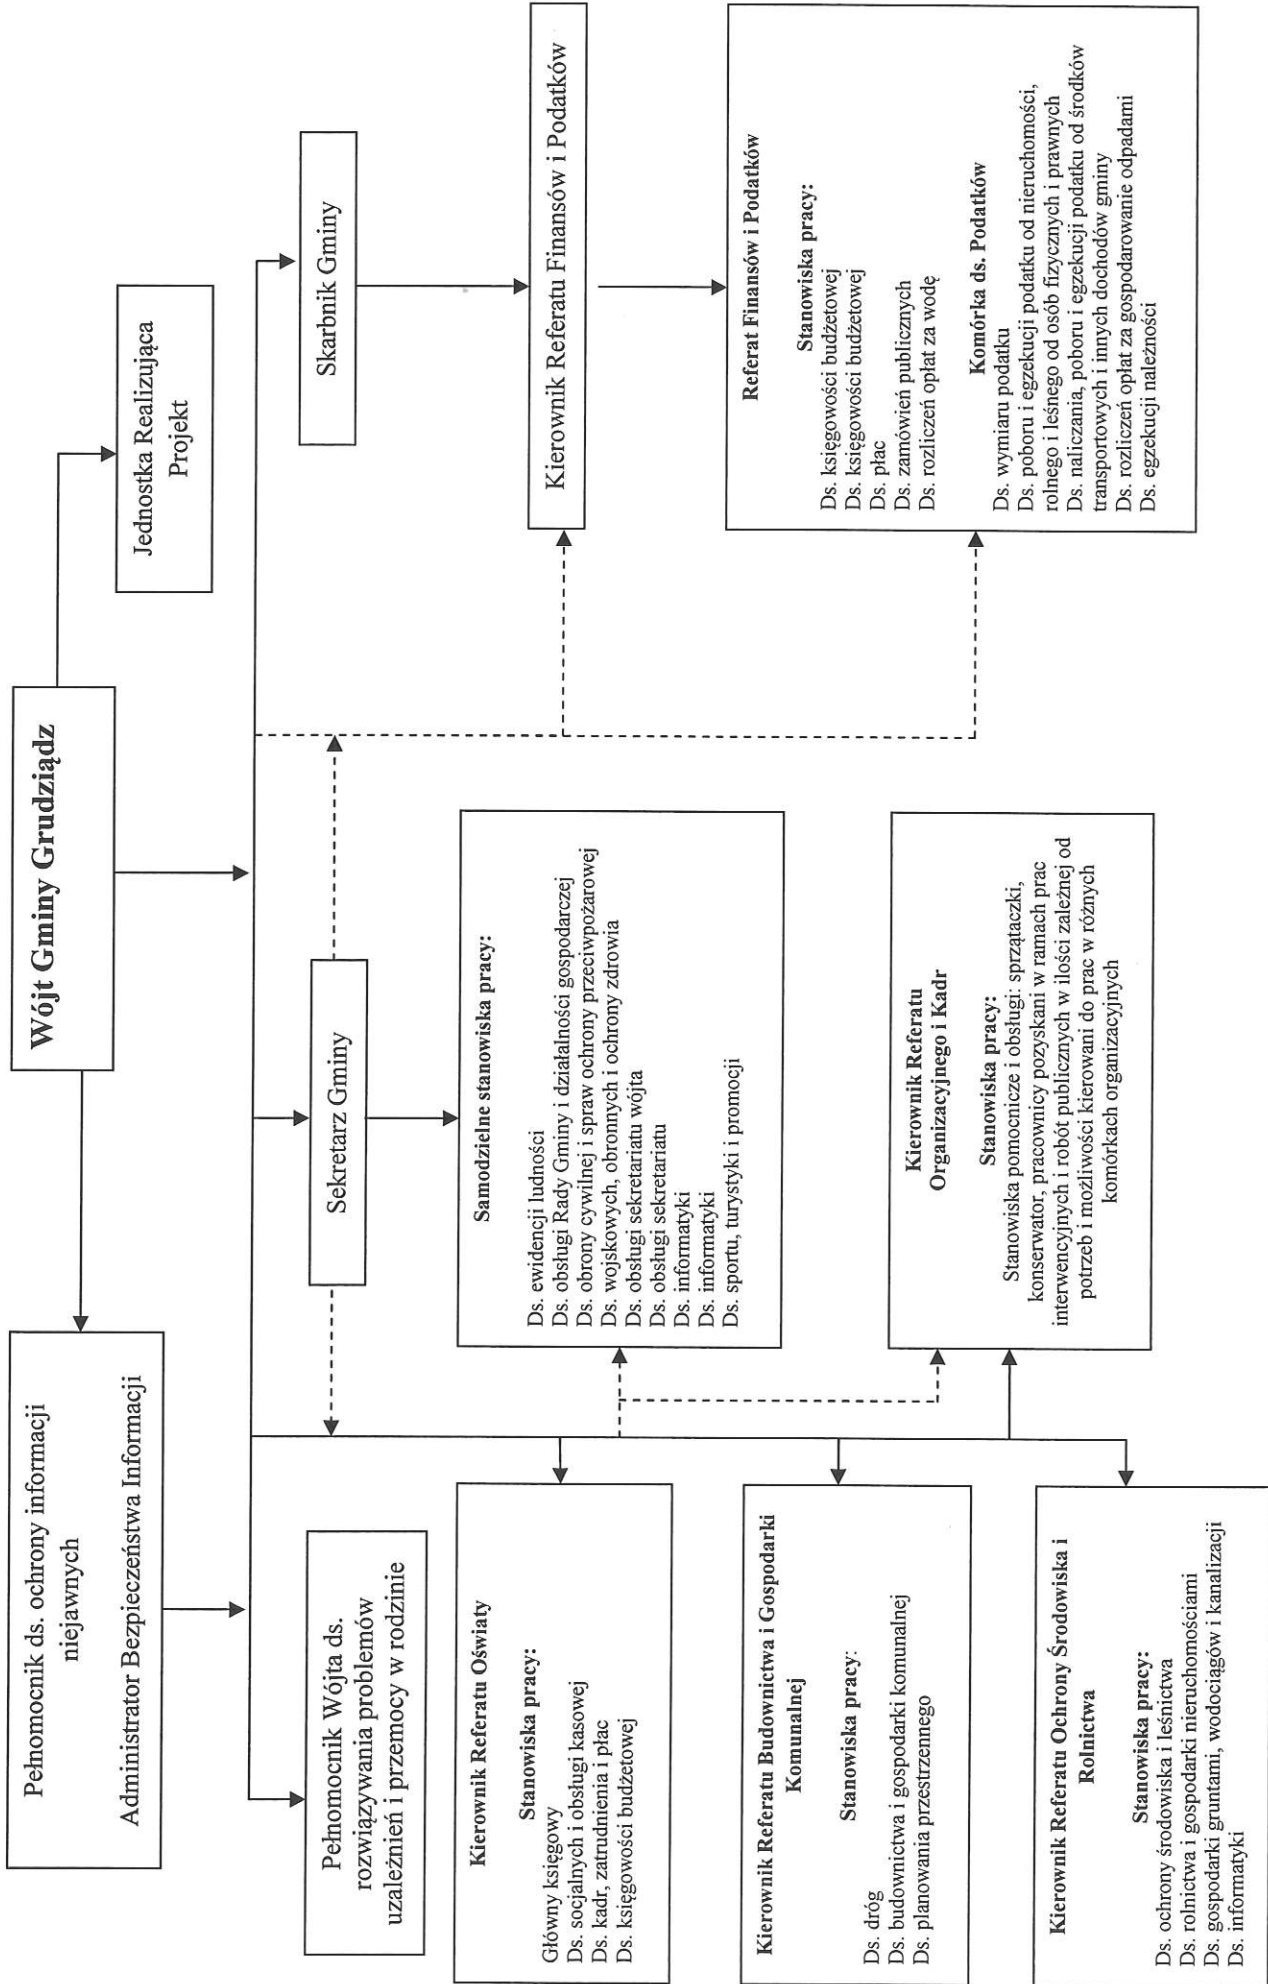 Wójt Gminy Grudziądz
Pełnomocnik ds. ochrony informacji
niejawnych
Administrator Bezpieczeństwa Informacji
Jednostka Realizująca
Projekt
Pełnomocnik Wójta ds.
rozwiązywania problemów
uzależnień i przemocy w rodzinie
Sekretarz Gminy
Skarbnik Gminy
Kierownik Referatu Oświaty
Stanowiska pracy:
Główny księgowy
Ds. socjalnych i obsługi kasowej
Ds. kadr, zatrudnienia i płac
Ds. księgowości budżetowej
Samodzielne stanowiska pracy:
Ds. ewidencji ludności
Ds. obsługi Rady Gminy i działalności gospodarczej
Ds. obrony cywilnej i spraw ochrony przeciwpożarowej
Ds. wojskowych, obronnych i ochrony zdrowia
Ds. obsługi sekretariatu wójta
Ds. obsługi sekretariatu
Ds. informatyki
Ds. informatyki
Ds. sportu, turystyki i promocji
Kierownik Referatu Finansów i Podatków
Kierownik Referatu Budownictwa i Gospodarki
Komunalnej
Stanowiska pracy:
Ds. dróg
Ds. budownictwa i gospodarki komunalnej
Ds. planowania przestrzennego
Kierownik Referatu
Organizacyjnego i Kadr
Stanowiska pracy:
Stanowiska pomocnicze i obsługi: sprzątaczki,
konserwator, pracownicy pozyskani w ramach prac
interwencyjnych i robót publicznych w ilości zależnej od
potrzeb i możliwości kierowani do prac w różnych
komórkach organizacyjnych
Referat Finansów i Podatków
Stanowiska pracy:
Ds. księgowości budżetowej
Ds. księgowości budżetowej
Ds. płac
Ds. zamówień publicznych
Ds. rozliczeń opłat za wodę
Komórka ds. Podatków
Ds. wymiaru podatku
Ds. poboru i egzekucji podatku od nieruchomości,
rolnego i leśnego od osób fizycznych i prawnych
Ds. naliczania, poboru i egzekucji podatku od środków
transportowych i innych dochodów gminy
Ds. rozliczeń opłat za gospodarowanie odpadami
Ds. egzekucji należności
Kierownik Referatu Ochrony Środowiska i
Rolnictwa
Stanowiska pracy:
Ds. ochrony środowiska i leśnictwa
Ds. rolnictwa i gospodarki nieruchomościami
Ds. gospodarki gruntami, wodociągów i kanalizacji
Ds. informatyki